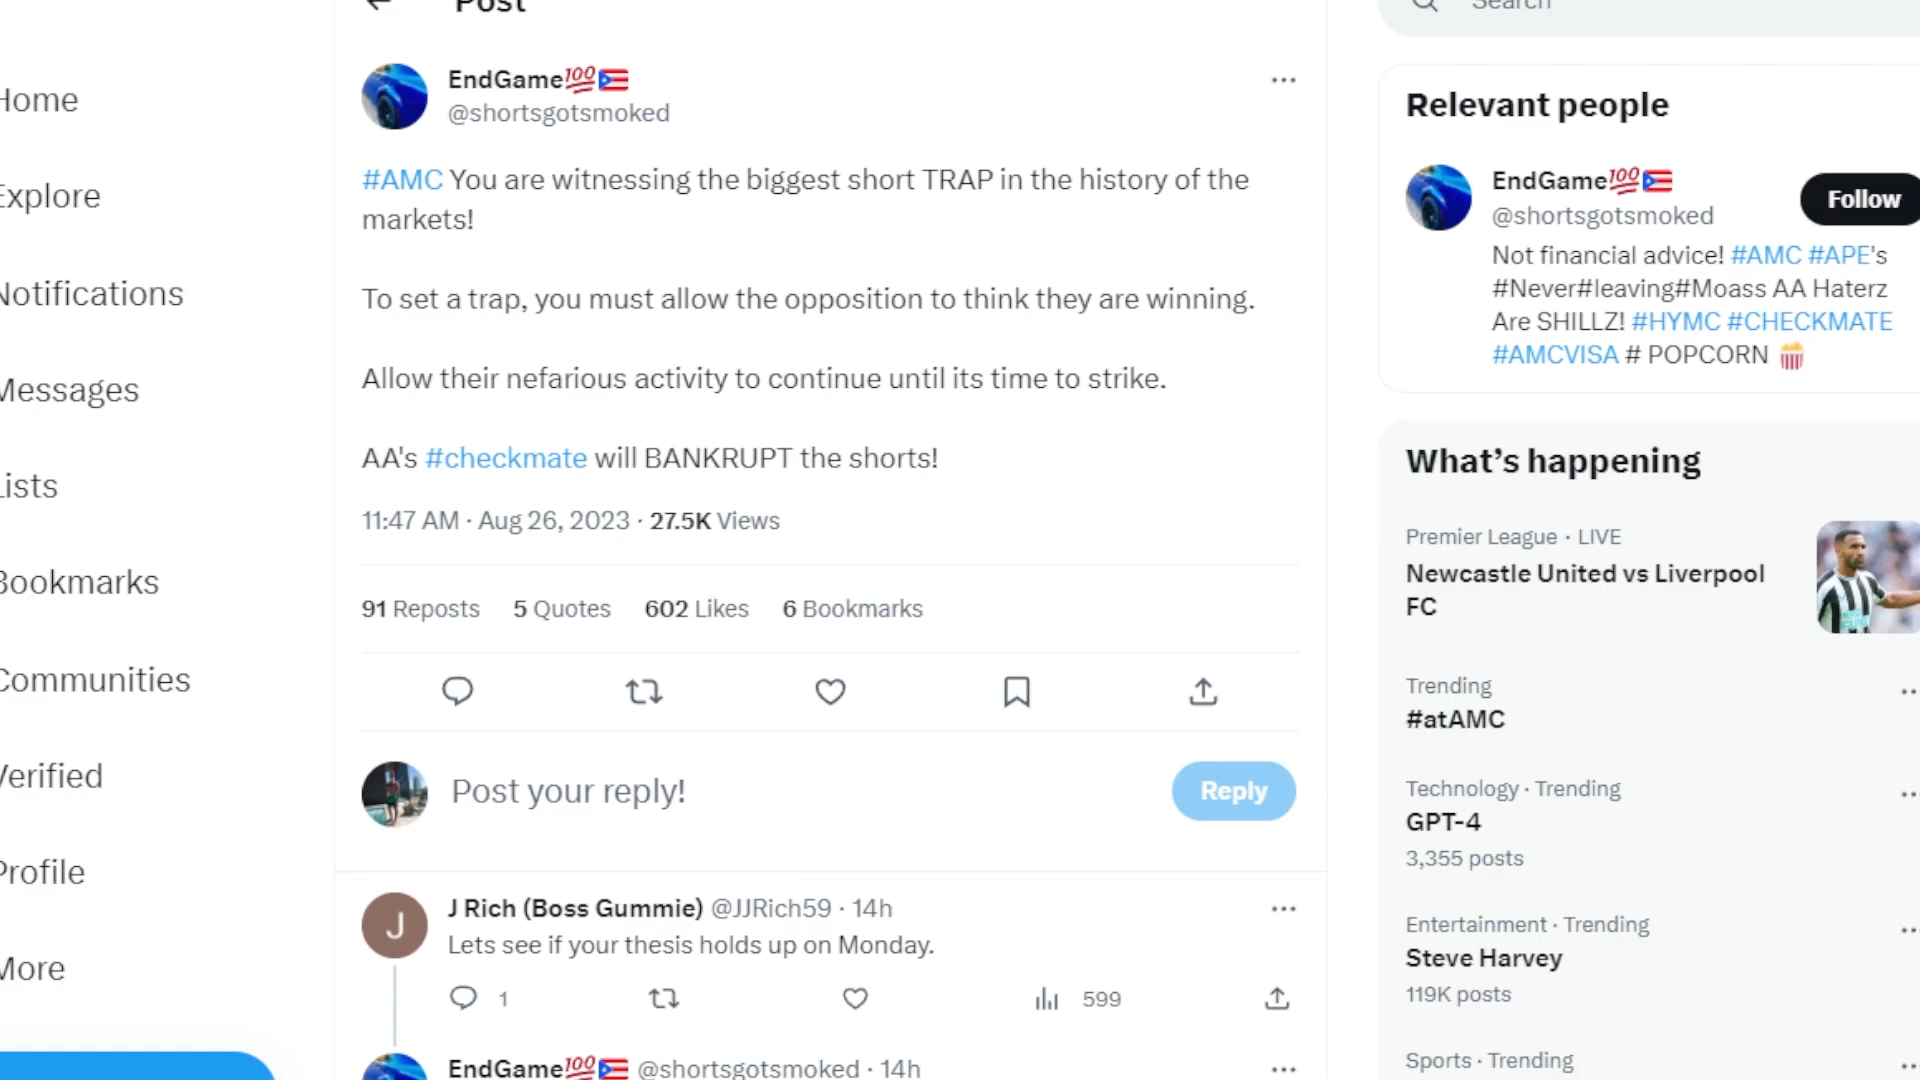 Post
Search
Home
Explore
Notifications
Messages
Lists
Bookmarks
Communities
Verified
Profile
More
EndGame💯🇵🇷
@shortsgotsmoked
#AMC You are witnessing the biggest short TRAP in the history of the
markets!
To set a trap, you must allow the opposition to think they are winning.
Allow their nefarious activity to continue until its time to strike.
AA's #checkmate will BANKRUPT the shorts!
11:47 AM · Aug 26, 2023 · 27.5K Views
91 Reposts 5 Quotes 602 Likes 6 Bookmarks
Post your reply!
Reply
J
J Rich (Boss Gummie) @JJRich59 · 14h
Lets see if your thesis holds up on Monday.
1
599
EndGame💯🇵🇷 @shortsgotsmoked · 14h
Relevant people
EndGame💯🇵🇷
@shortsgotsmoked
Follow
Not financial advice! #AMC #APE's
#Never#leaving#Moass AA Haterz
Are SHILLZ! #HYMC #CHECKMATE
#AMCVISA # POPCORN 🍿
What's happening
Premier League · LIVE
Newcastle United vs Liverpool
FC
Trending
#atAMC
Technology · Trending
GPT-4
3,355 posts
Entertainment · Trending
Steve Harvey
119K posts
Sports · Trending